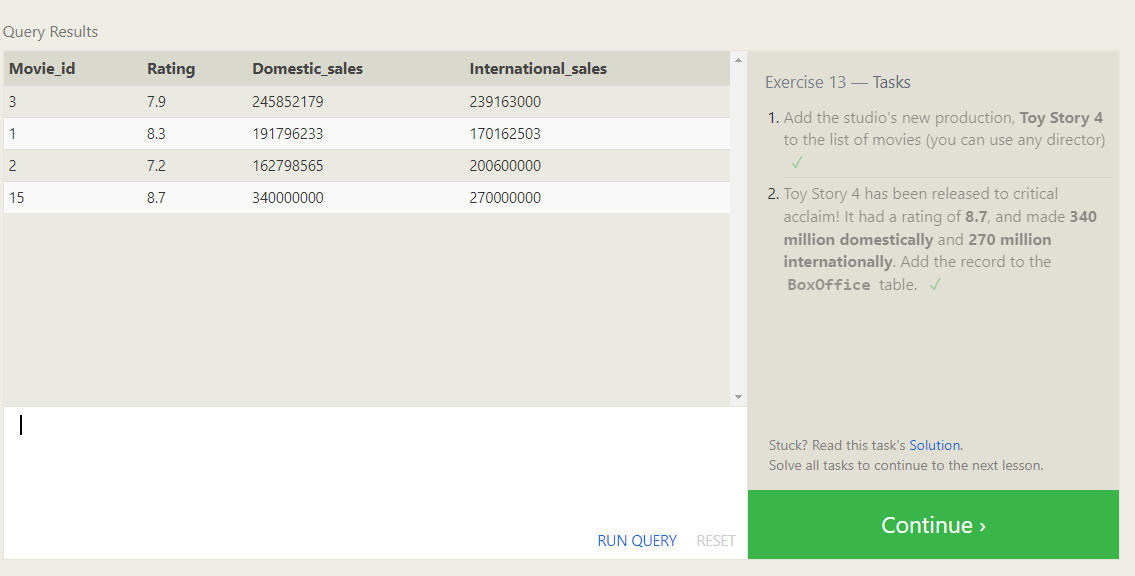 Query Results
Movie_id Rating Domestic_sales International_sales
3 7.9 245852179 239163000
1 8.3 191796233 170162503
2 7.2 162798565 200600000
15 8.7 340000000 270000000
RUN QUERY RESET
Exercise 13 — Tasks
1. Add the studio's new production, Toy Story 4
to the list of movies (you can use any director)
✓
2. Toy Story 4 has been released to critical
acclaim! It had a rating of 8.7, and made 340
million domestically and 270 million
internationally. Add the record to the
BoxOffice table. ✓
Stuck? Read this task's Solution.
Solve all tasks to continue to the next lesson.
Continue ›